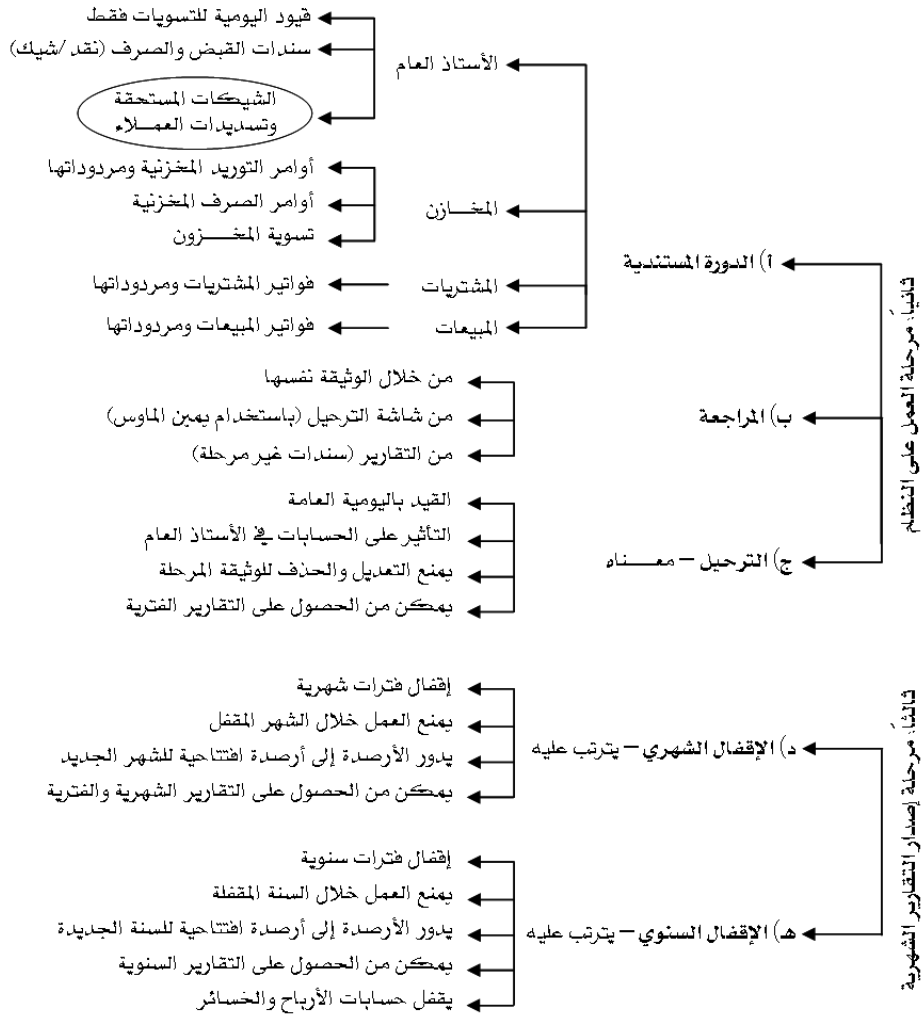 ثانياً: مرحلة العمل على النظام
أ) الدورة المستندية
الأستاذ العام
قيود اليومية للتسويات فقط
سندات القبض والصرف (نقد/شيك)
الشيكات المستحقة
وتسديدات العملاء
المخازن
أوامر التوريد المخزنية ومردوداتها
أوامر الصرف المخزنية
تسوية المخزون
المشتريات
فواتير المشتريات ومردوداتها
المبيعات
فواتير المبيعات ومردوداتها
ب) المراجعة
من خلال الوثيقة نفسها
من شاشة الترحيل (باستخدام يمين الماوس)
من التقارير (سندات غير مرحلة)
ج) الترحيل – معناه
القيد باليومية العامة
التأثير على الحسابات في الأستاذ العام
يمنع التعديل والحذف للوثيقة المرحلة
يمكن من الحصول على التقارير الفترية
ثالثاً: مرحلة إصدار التقارير الشهرية
د) الإقفال الشهري – يترتب عليه
إقفال فترات شهرية
يمنع العمل خلال الشهر المقفل
يدور الأرصدة إلى أرصدة افتتاحية للشهر الجديد
يمكن من الحصول على التقارير الشهرية والفترية
هـ) الإقفال السنوي – يترتب عليه
إقفال فترات سنوية
يمنع العمل خلال السنة المقفلة
يدور الأرصدة إلى أرصدة افتتاحية للسنة الجديدة
يمكن من الحصول على التقارير السنوية
يقفل حسابات الأرباح والخسائر